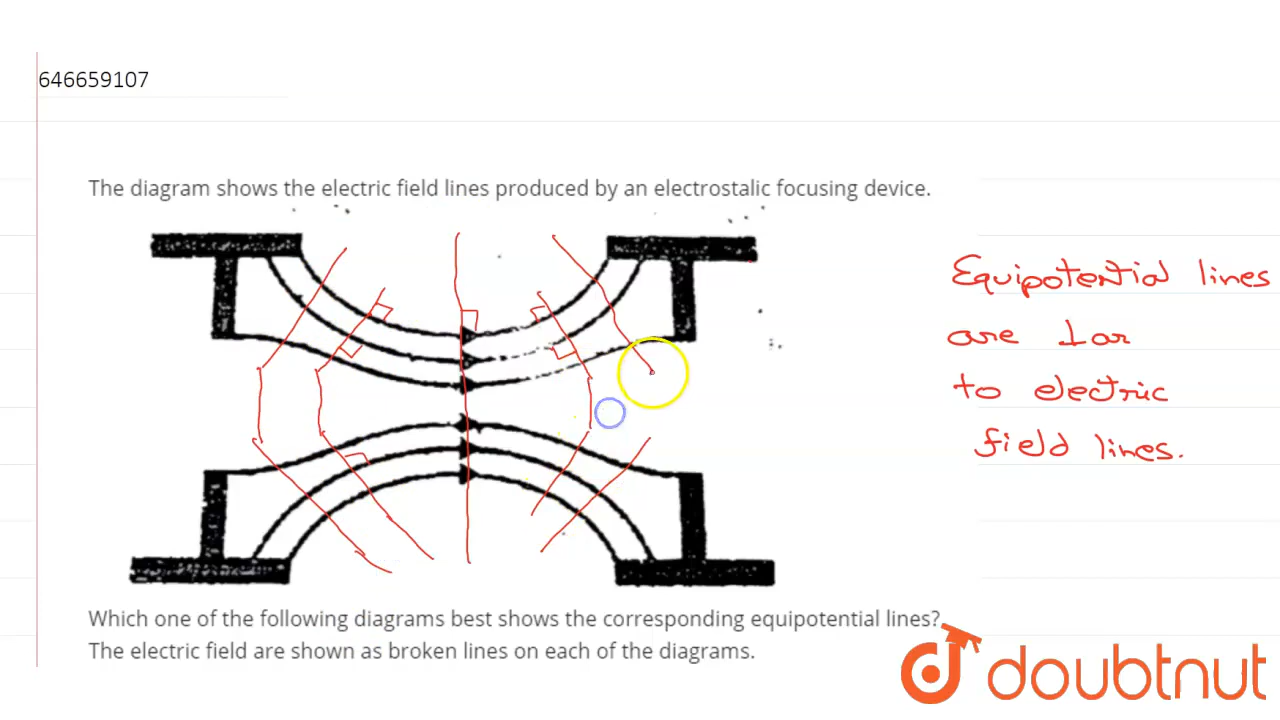 646659107
The diagram shows the electric field lines produced by an electrostalic focusing device.
Equipotential lines
are ⊥ar
to electric
field lines.
Which one of the following diagrams best shows the corresponding equipotential lines?
The electric field are shown as broken lines on each of the diagrams.
doubtnut